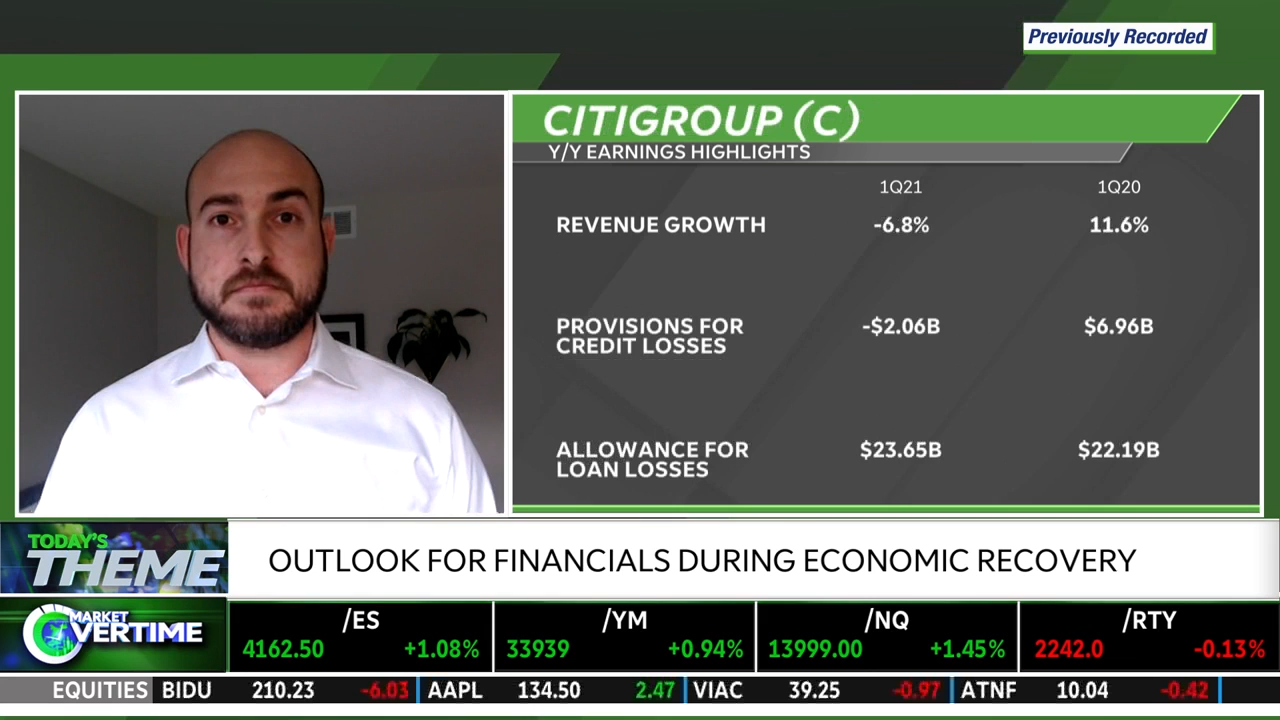 Previously Recorded
CITIGROUP (C)
Y/Y EARNINGS HIGHLIGHTS
1Q21 1Q20
REVENUE GROWTH -6.8% 11.6%
PROVISIONS FOR
CREDIT LOSSES
-$2.06B $6.96B
ALLOWANCE FOR
LOAN LOSSES
$23.65B $22.19B
TODAY'S
THEME
OUTLOOK FOR FINANCIALS DURING ECONOMIC RECOVERY
MARKET
OVERTIME
/ES
4162.50 +1.08%
/YM
33939 +0.94%
/NQ
13999.00 +1.45%
/RTY
2242.0 -0.13%
EQUITIES BIDU 210.23 -6.03 AAPL 134.50 2.47 VIAC 39.25 -0.97 ATNF 10.04 -0.42